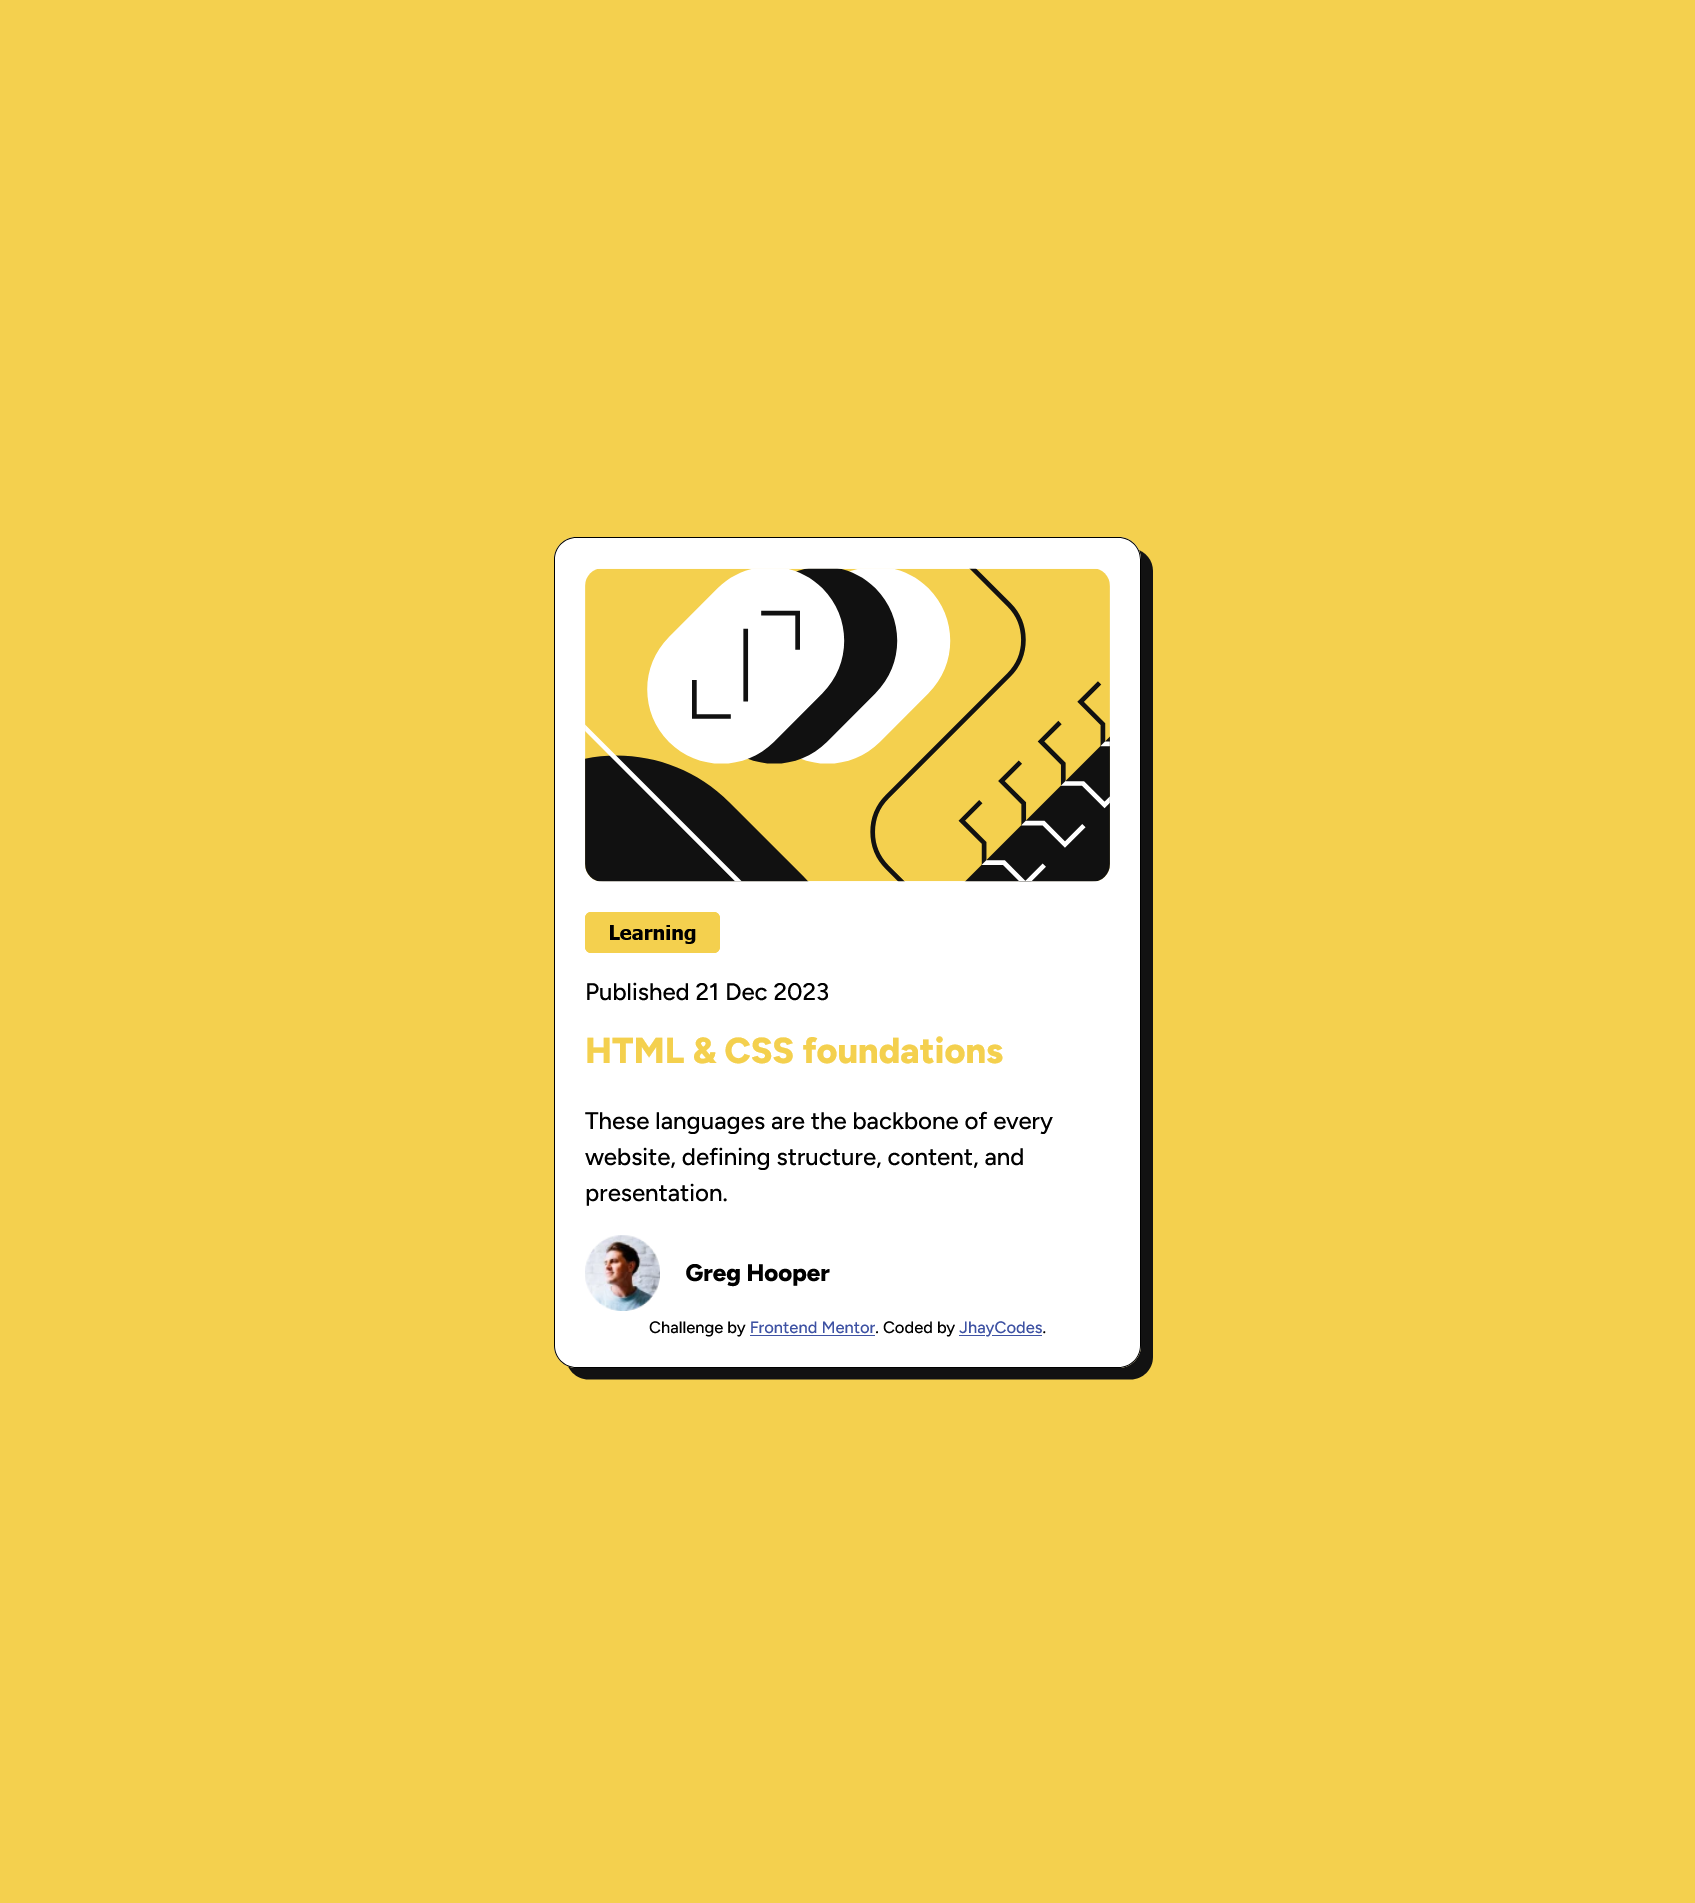 Learning
Published 21 Dec 2023
HTML & CSS foundations
These languages are the backbone of every
website, defining structure, content, and
presentation.
Greg Hooper
Challenge by Frontend Mentor. Coded by JhayCodes.